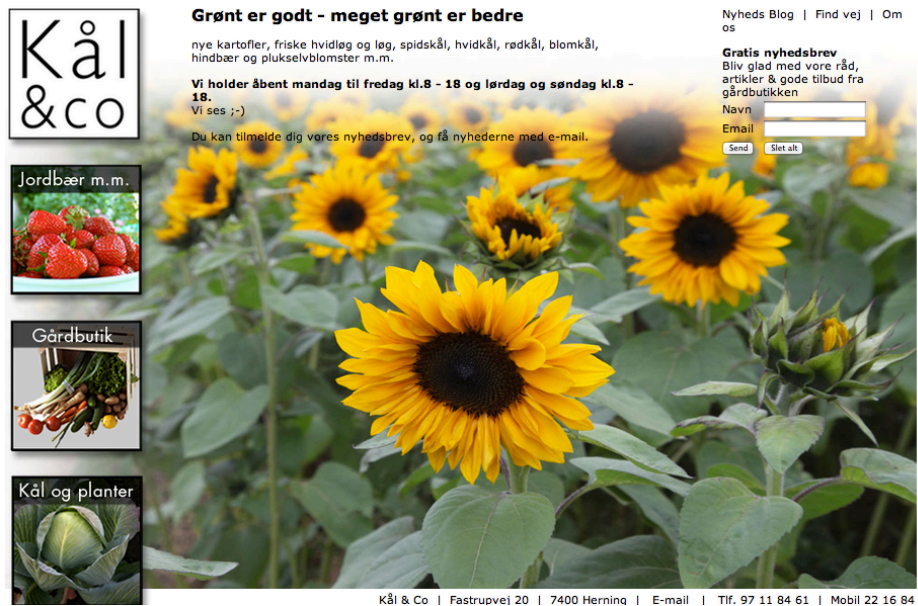 Kål
&co
Jordbær m.m.
Gårdbutik
Kål og planter
Grønt er godt - meget grønt er bedre
nye kartofler, friske hvidløg og løg, spidskål, hvidkål, rødkål, blomkål,
hindbær og plukselvblomster m.m.
Vi holder åbent mandag til fredag kl.8 - 18 og lørdag og søndag kl.8 -
18.
Vi ses ;-)
Du kan tilmelde dig vores nyhedsbrev, og få nyhederne med e-mail.
Nyheds Blog | Find vej | Om
os
Gratis nyhedsbrev
Bliv glad med vore råd,
artikler & gode tilbud fra
gårdbutikken
Navn
Email
Send Slet alt
Kål & Co | Fastrupvej 20 | 7400 Herning | E-mail | Tlf. 97 11 84 61 | Mobil 22 16 84